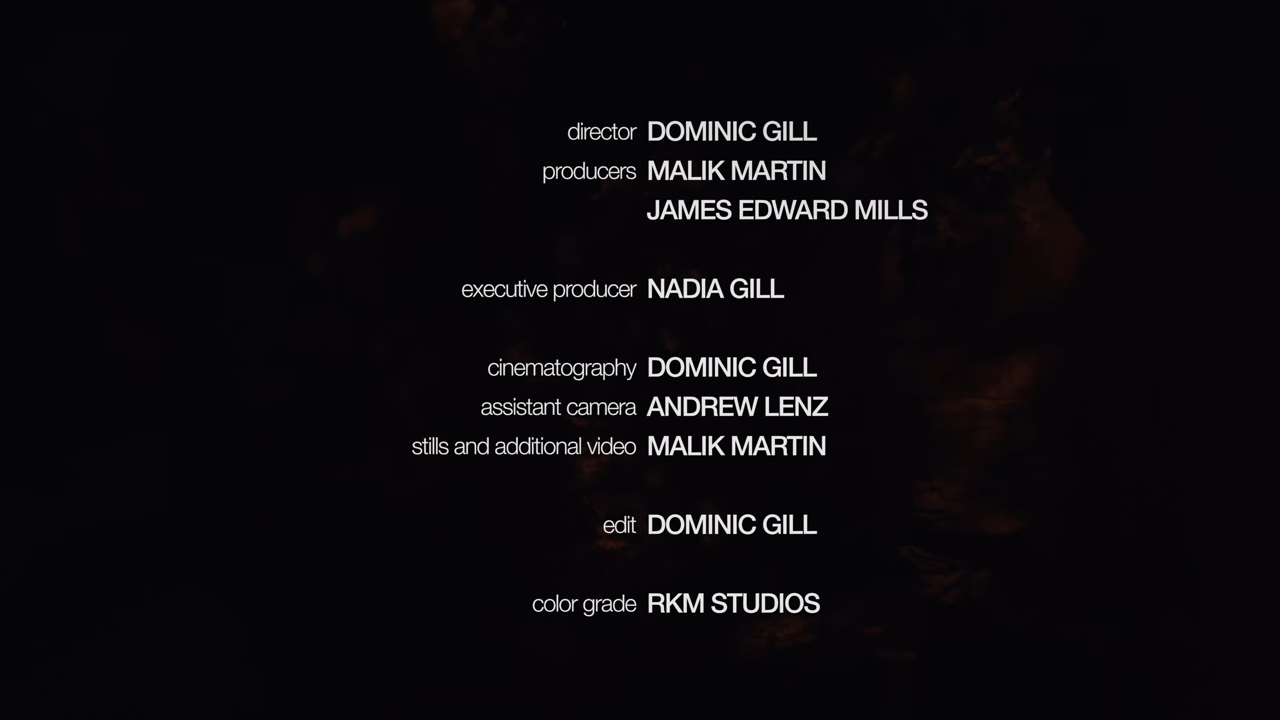 director DOMINIC GILL
producers MALIK MARTIN
JAMES EDWARD MILLS
executive producer NADIA GILL
cinematography DOMINIC GILL
assistant camera ANDREW LENZ
stills and additional video MALIK MARTIN
edit DOMINIC GILL
color grade RKM STUDIOS